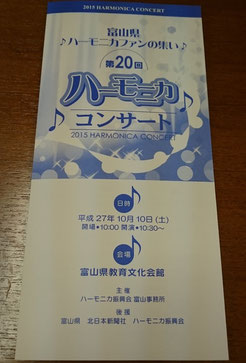 2015 HARMONICA CONCERT
富山県
ハーモニカファンの集い
第20回
ハーモニカ
コンサート
2015 HARMONICA CONCERT
日時
平成27年10月10日(土)
開場・10:00 開演・10:30~
会場
富山県教育文化会館
主催
ハーモニカ振興会 富山事務所
後援
富山県 北日本新聞社 ハーモニカ振興会